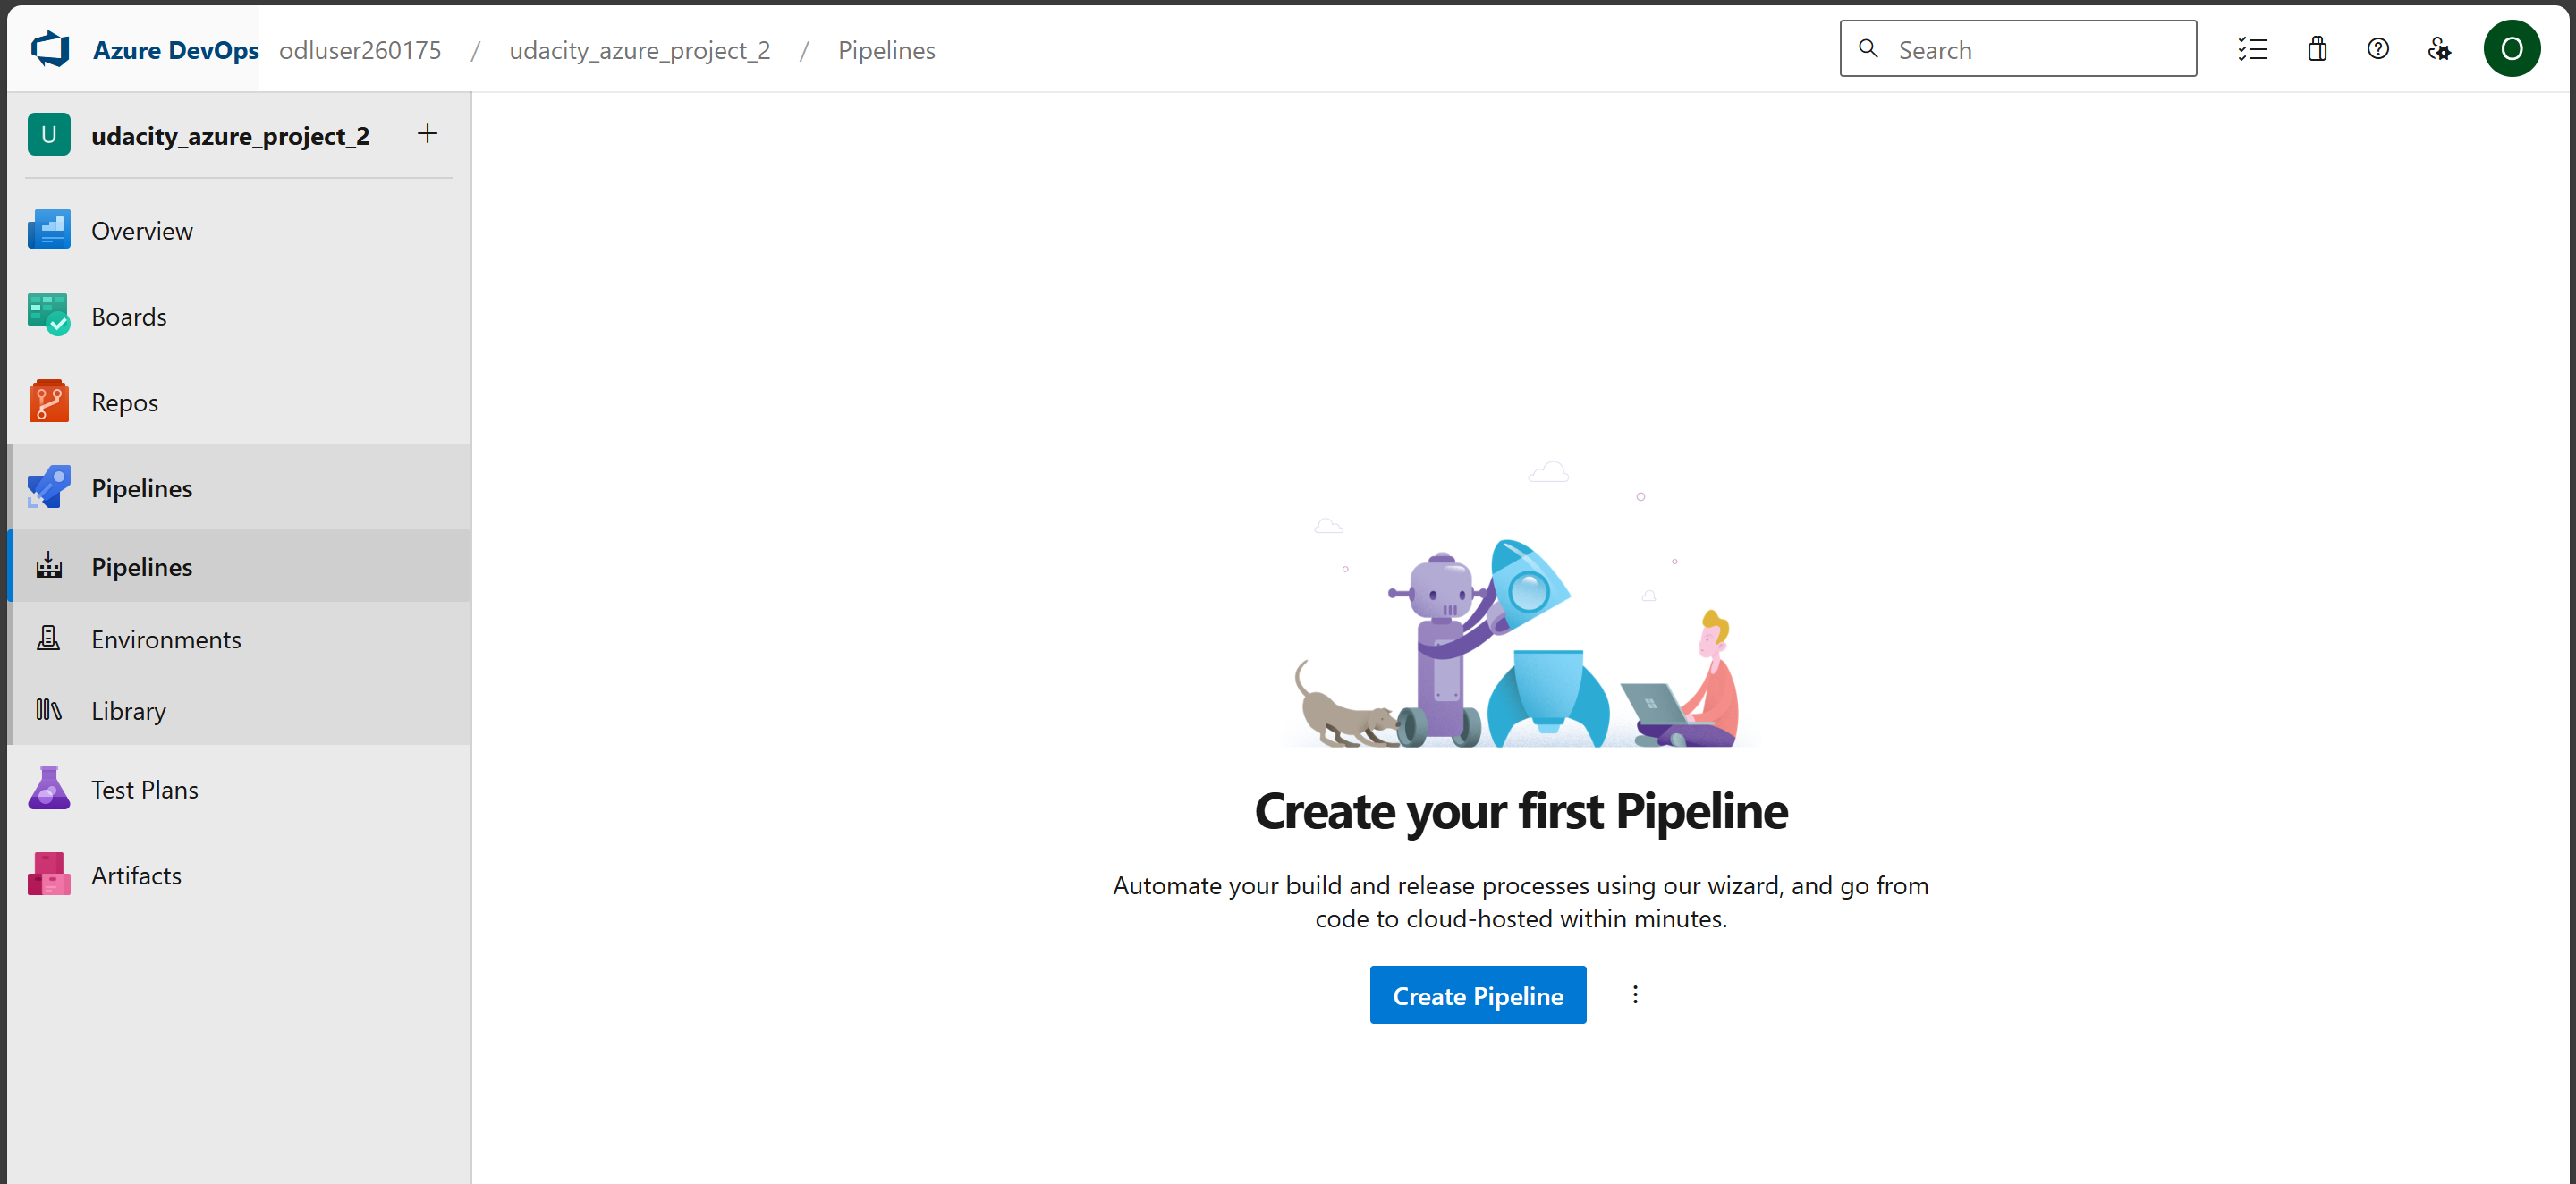 Azure DevOps odluser260175 / udacity_azure_project_2 / Pipelines
Search
O
U udacity_azure_project_2 +
Overview
Boards
Repos
Pipelines
Pipelines
Environments
Library
Test Plans
Artifacts
Create your first Pipeline
Automate your build and release processes using our wizard, and go from
code to cloud-hosted within minutes.
Create Pipeline